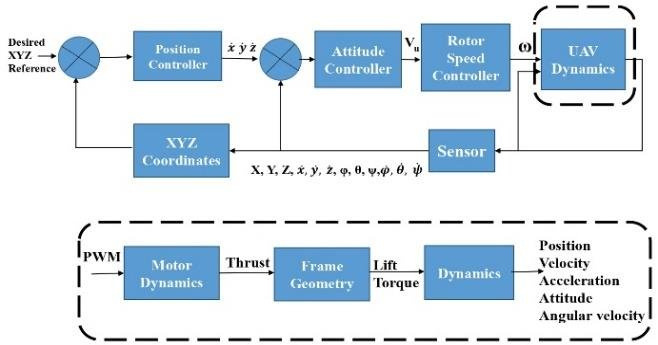 Desired
XYZ
Reference
Position
Controller
ẋ ẏ ż
Attitude
Controller
Vu
Rotor
Speed
Controller
ω
UAV
Dynamics
XYZ
Coordinates
Sensor
X, Y, Z, ẋ, ẏ, ż, φ, θ, ψ,φ̇, θ̇, ψ̇
PWM
Motor
Dynamics
Thrust
Frame
Geometry
Lift
Torque
Dynamics
Position
Velocity
Acceleration
Attitude
Angular velocity